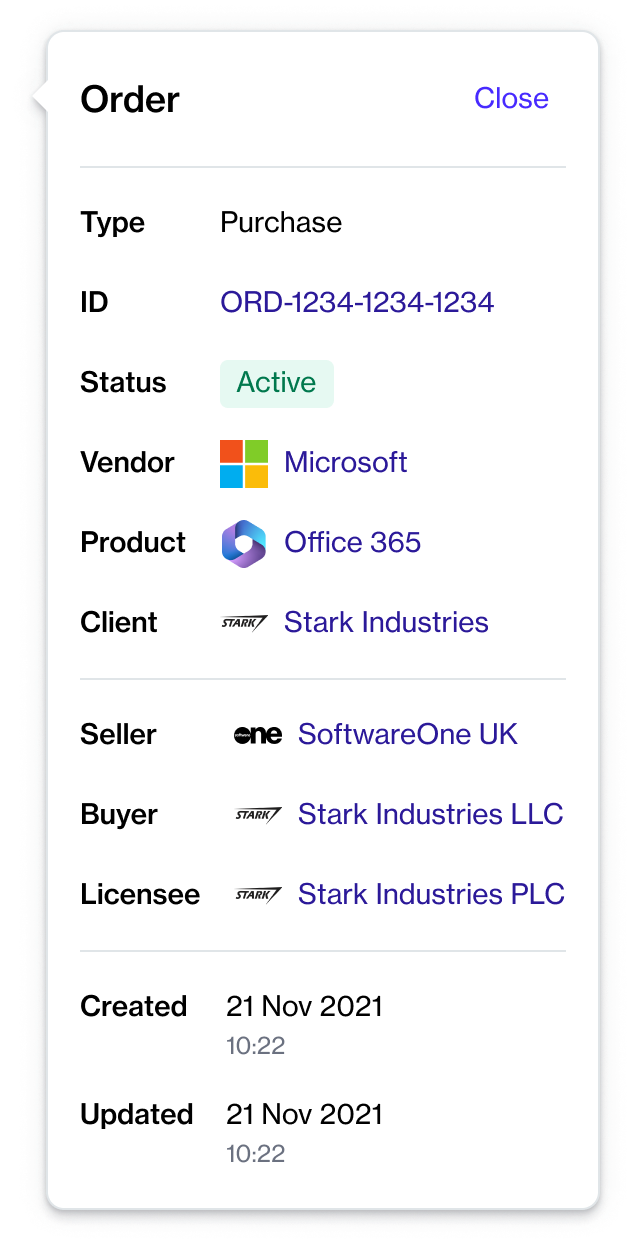 Order Close
Type Purchase
ID ORD-1234-1234-1234
Status Active
Vendor Microsoft
Product Office 365
Client STARK Stark Industries
Seller one SoftwareOne UK
Buyer STARK Stark Industries LLC
Licensee STARK Stark Industries PLC
Created 21 Nov 2021
10:22
Updated 21 Nov 2021
10:22